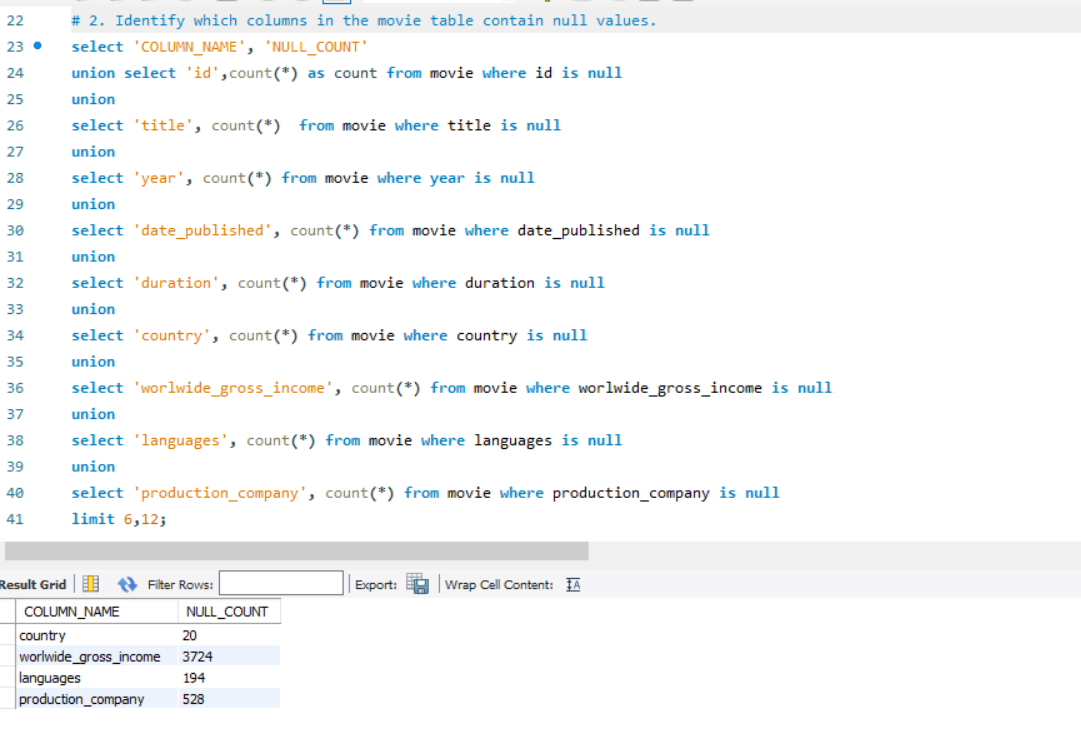 22 # 2. Identify which columns in the movie table contain null values.
23 select 'COLUMN_NAME', 'NULL_COUNT'
24 union select 'id',count(*) as count from movie where id is null
25 union
26 select 'title', count(*)  from movie where title is null
27 union
28 select 'year', count(*) from movie where year is null
29 union
30 select 'date_published', count(*) from movie where date_published is null
31 union
32 select 'duration', count(*) from movie where duration is null
33 union
34 select 'country', count(*) from movie where country is null
35 union
36 select 'worlwide_gross_income', count(*) from movie where worlwide_gross_income is null
37 union
38 select 'languages', count(*) from movie where languages is null
39 union
40 select 'production_company', count(*) from movie where production_company is null
41 limit 6,12;
Result Grid Filter Rows: Export: Wrap Cell Content: IA
COLUMN_NAME NULL_COUNT
country 20
worlwide_gross_income 3724
languages 194
production_company 528